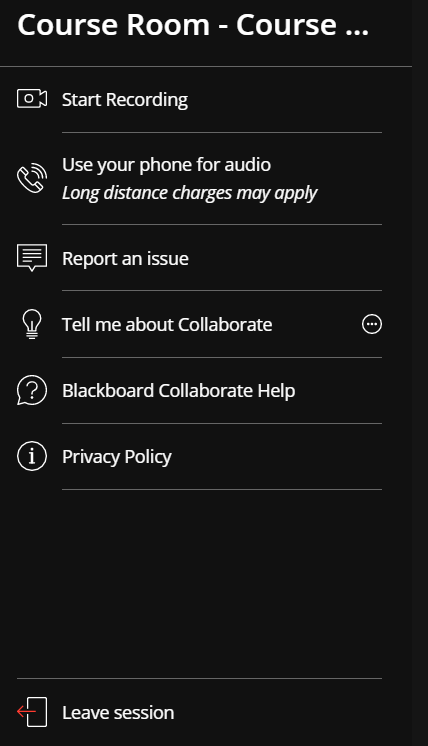 Course Room - Course ...
Start Recording
Use your phone for audio
Long distance charges may apply
Report an issue
Tell me about Collaborate
Blackboard Collaborate Help
Privacy Policy
Leave session